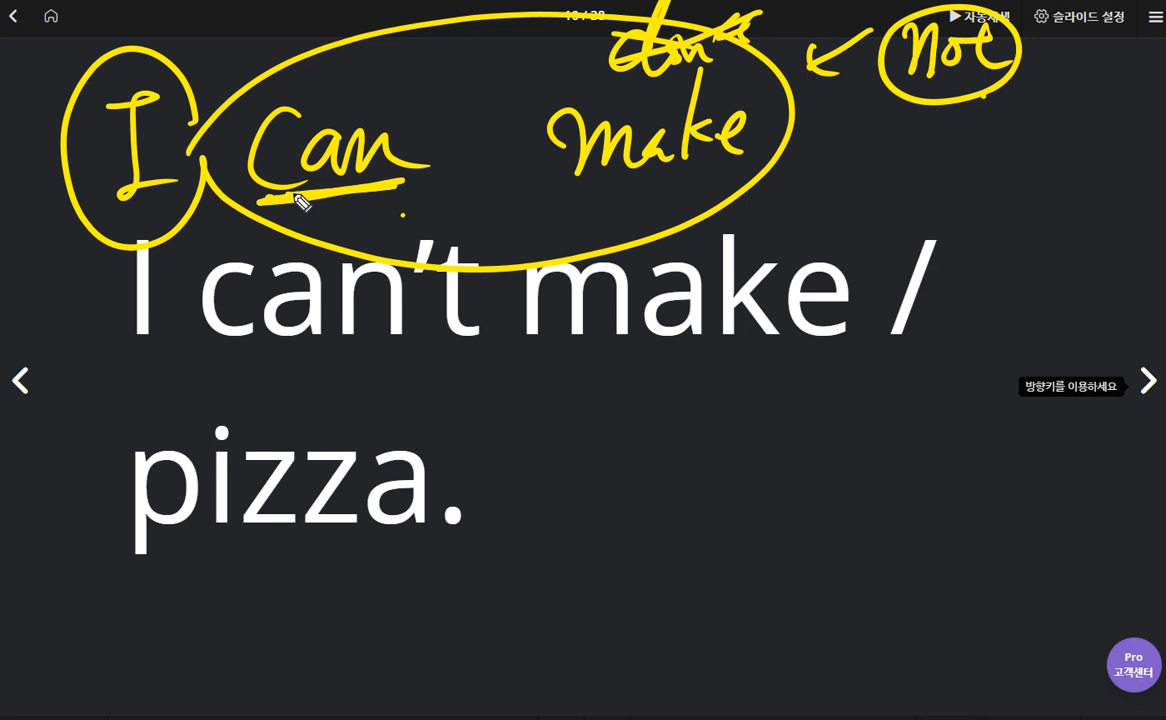 자동재생 슬라이드 설정
Not
I can make
I can't make /
pizza.
방향키를 이용하세요
Pro
고객센터